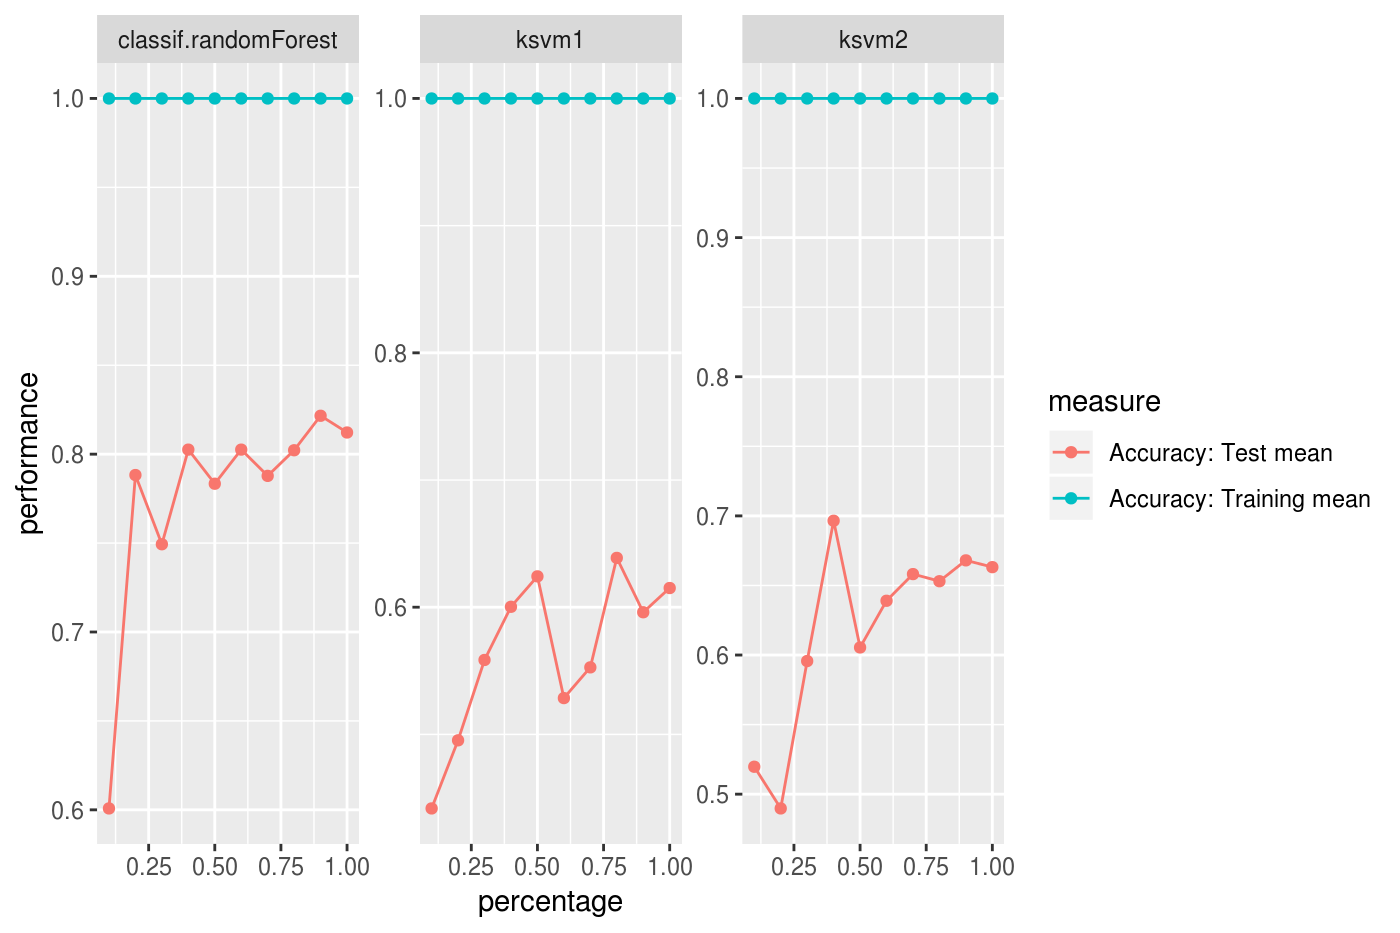 classif.randomForest
ksvm1
ksvm2
performance
1.0
0.9
0.8
0.7
0.6
1.0
0.8
0.6
1.0
0.9
0.8
0.7
0.6
0.5
0.25 0.50 0.75 1.00
0.25 0.50 0.75 1.00
0.25 0.50 0.75 1.00
percentage
measure
Accuracy: Test mean
Accuracy: Training mean